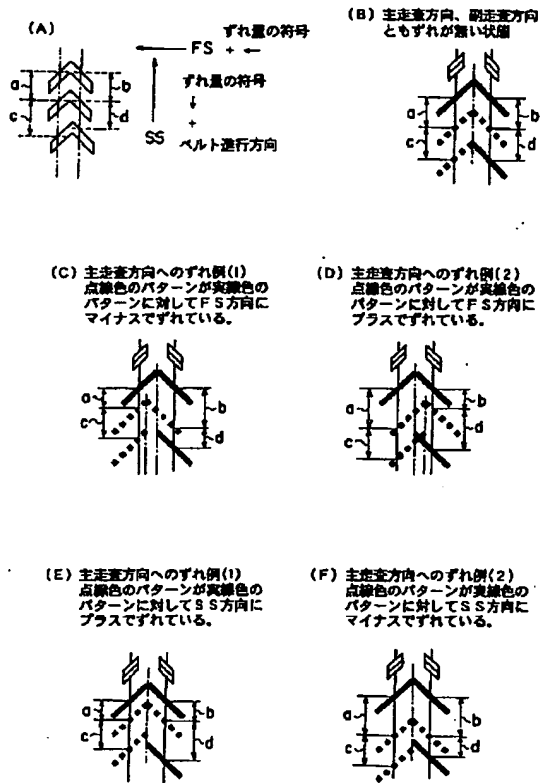 (A)
ずれ量の符号
FS + ←
ずれ量の符号
↓
+
SS
ベルト進行方向
a
c
b
d
(B) 主走査方向、副走査方向
ともずれが無い状態
a
c
b
d
(C) 主走査方向へのずれ例(1)
点線色のパターンが実線色の
パターンに対してFS方向に
マイナスでずれている。
a
c
b
d
(D) 主走査方向へのずれ例(2)
点線色のパターンが実線色の
パターンに対してFS方向に
プラスでずれている。
a
c
b
d
(E) 主走査方向へのずれ例(1)
点線色のパターンが実線色の
パターンに対してSS方向に
プラスでずれている。
a
c
b
d
(F) 主走査方向へのずれ例(2)
点線色のパターンが実線色の
パターンに対してSS方向に
マイナスでずれている。
a
c
b
d